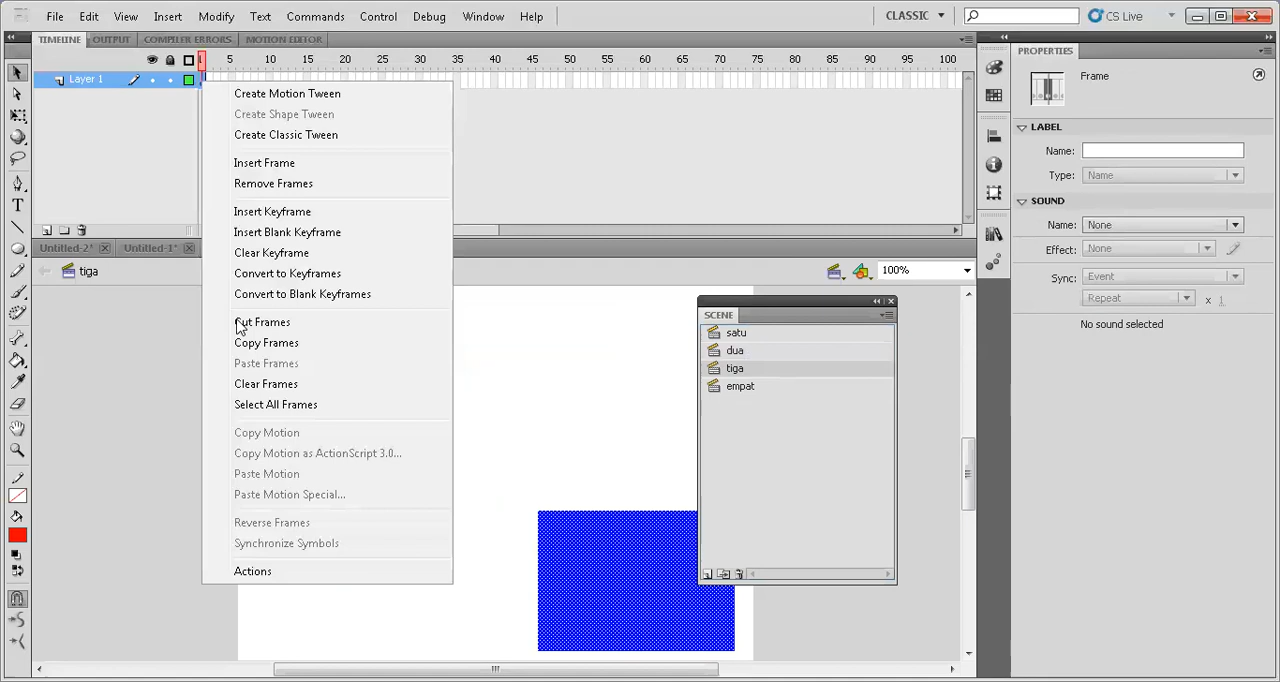 File Edit View Insert Modify Text Commands Control Debug Window Help CLASSIC CS Live
TIMELINE OUTPUT COMPILER ERRORS MOTION EDITOR
1 5 10 15 20 25 30 35 40 45 50 55 60 65 70 75 80 85 90 95 100
Layer 1
Create Motion Tween
Create Shape Tween
Create Classic Tween
Insert Frame
Remove Frames
Insert Keyframe
Insert Blank Keyframe
Clear Keyframe
Convert to Keyframes
Convert to Blank Keyframes
Cut Frames
Copy Frames
Paste Frames
Clear Frames
Select All Frames
Copy Motion
Copy Motion as ActionScript 3.0...
Paste Motion
Paste Motion Special...
Reverse Frames
Synchronize Symbols
Actions
Untitled-2* Untitled-1*
tiga 100%
SCENE
satu
dua
tiga
empat
PROPERTIES
Frame
LABEL
Name:
Type: Name
SOUND
Name: None
Effect: None
Sync: Event
Repeat x 1
No sound selected